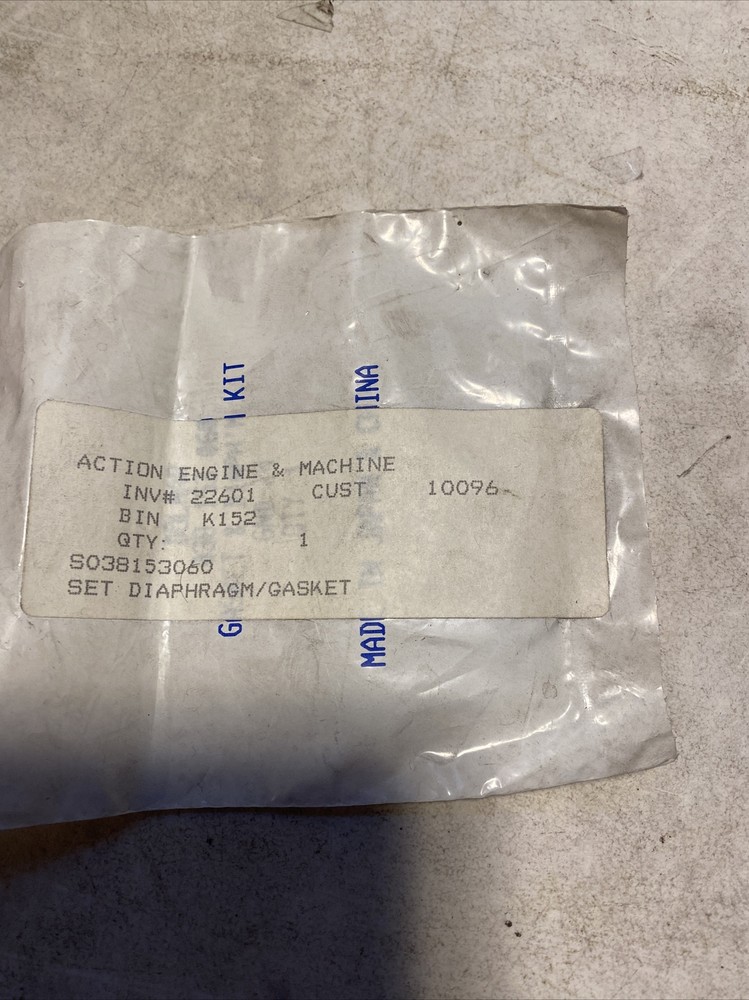 ACTION ENGINE & MACHINE
INV# 22601 CUST 10096
BIN K152
QTY: 1
S038153060
SET DIAPHRAGM/GASKET
KIT
MAD INA